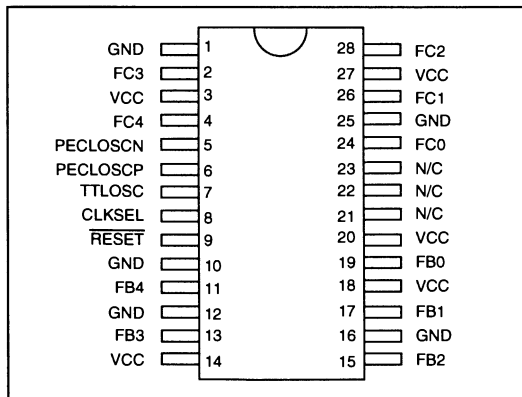 GND 1 28 FC2
FC3 2 27 VCC
VCC 3 26 FC1
FC4 4 25 GND
PECLOSCN 5 24 FC0
PECLOSCP 6 23 N/C
TTLOSC 7 22 N/C
CLKSEL 8 21 N/C
RESET 9 20 VCC
GND 10 19 FB0
FB4 11 18 VCC
GND 12 17 FB1
FB3 13 16 GND
VCC 14 15 FB2